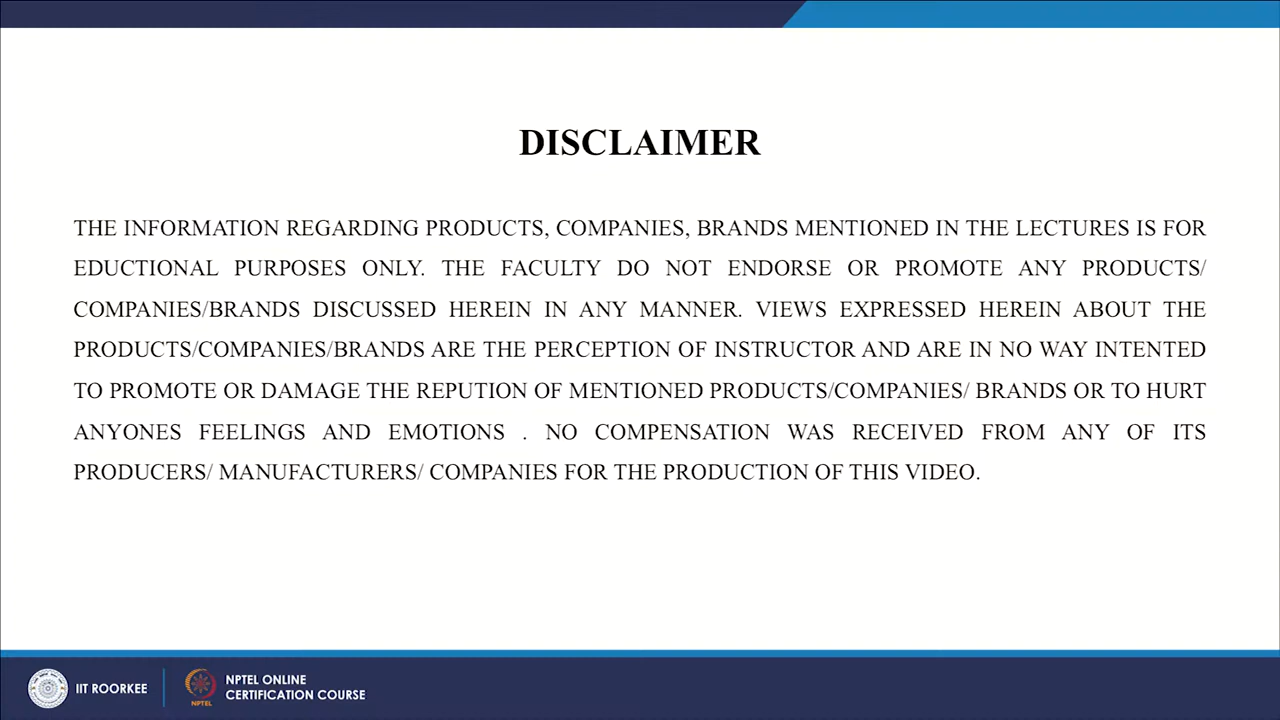 DISCLAIMER
THE INFORMATION REGARDING PRODUCTS, COMPANIES, BRANDS MENTIONED IN THE LECTURES IS FOR
EDUCTIONAL PURPOSES ONLY. THE FACULTY DO NOT ENDORSE OR PROMOTE ANY PRODUCTS/
COMPANIES/BRANDS DISCUSSED HEREIN IN ANY MANNER. VIEWS EXPRESSED HEREIN ABOUT THE
PRODUCTS/COMPANIES/BRANDS ARE THE PERCEPTION OF INSTRUCTOR AND ARE IN NO WAY INTENTED
TO PROMOTE OR DAMAGE THE REPUTION OF MENTIONED PRODUCTS/COMPANIES/ BRANDS OR TO HURT
ANYONES FEELINGS AND EMOTIONS . NO COMPENSATION WAS RECEIVED FROM ANY OF ITS
PRODUCERS/ MANUFACTURERS/ COMPANIES FOR THE PRODUCTION OF THIS VIDEO.
IIT ROORKEE
NPTEL
NPTEL ONLINE
CERTIFICATION COURSE